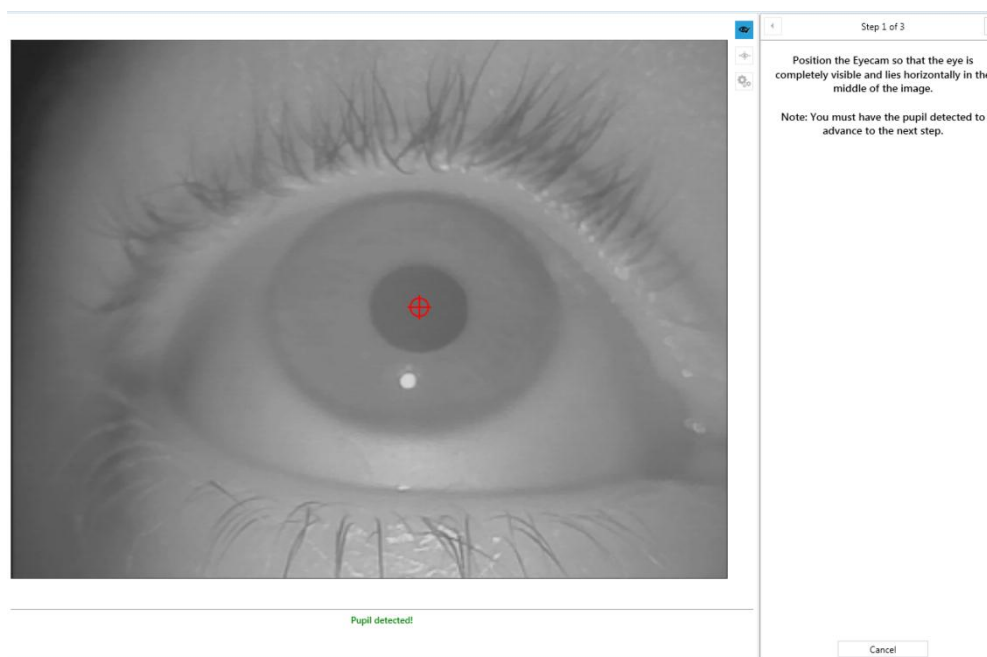 Step 1 of 3
Position the Eyecam so that the eye is
completely visible and lies horizontally in the
middle of the image.
Note: You must have the pupil detected to
advance to the next step.
Pupil detected!
Cancel